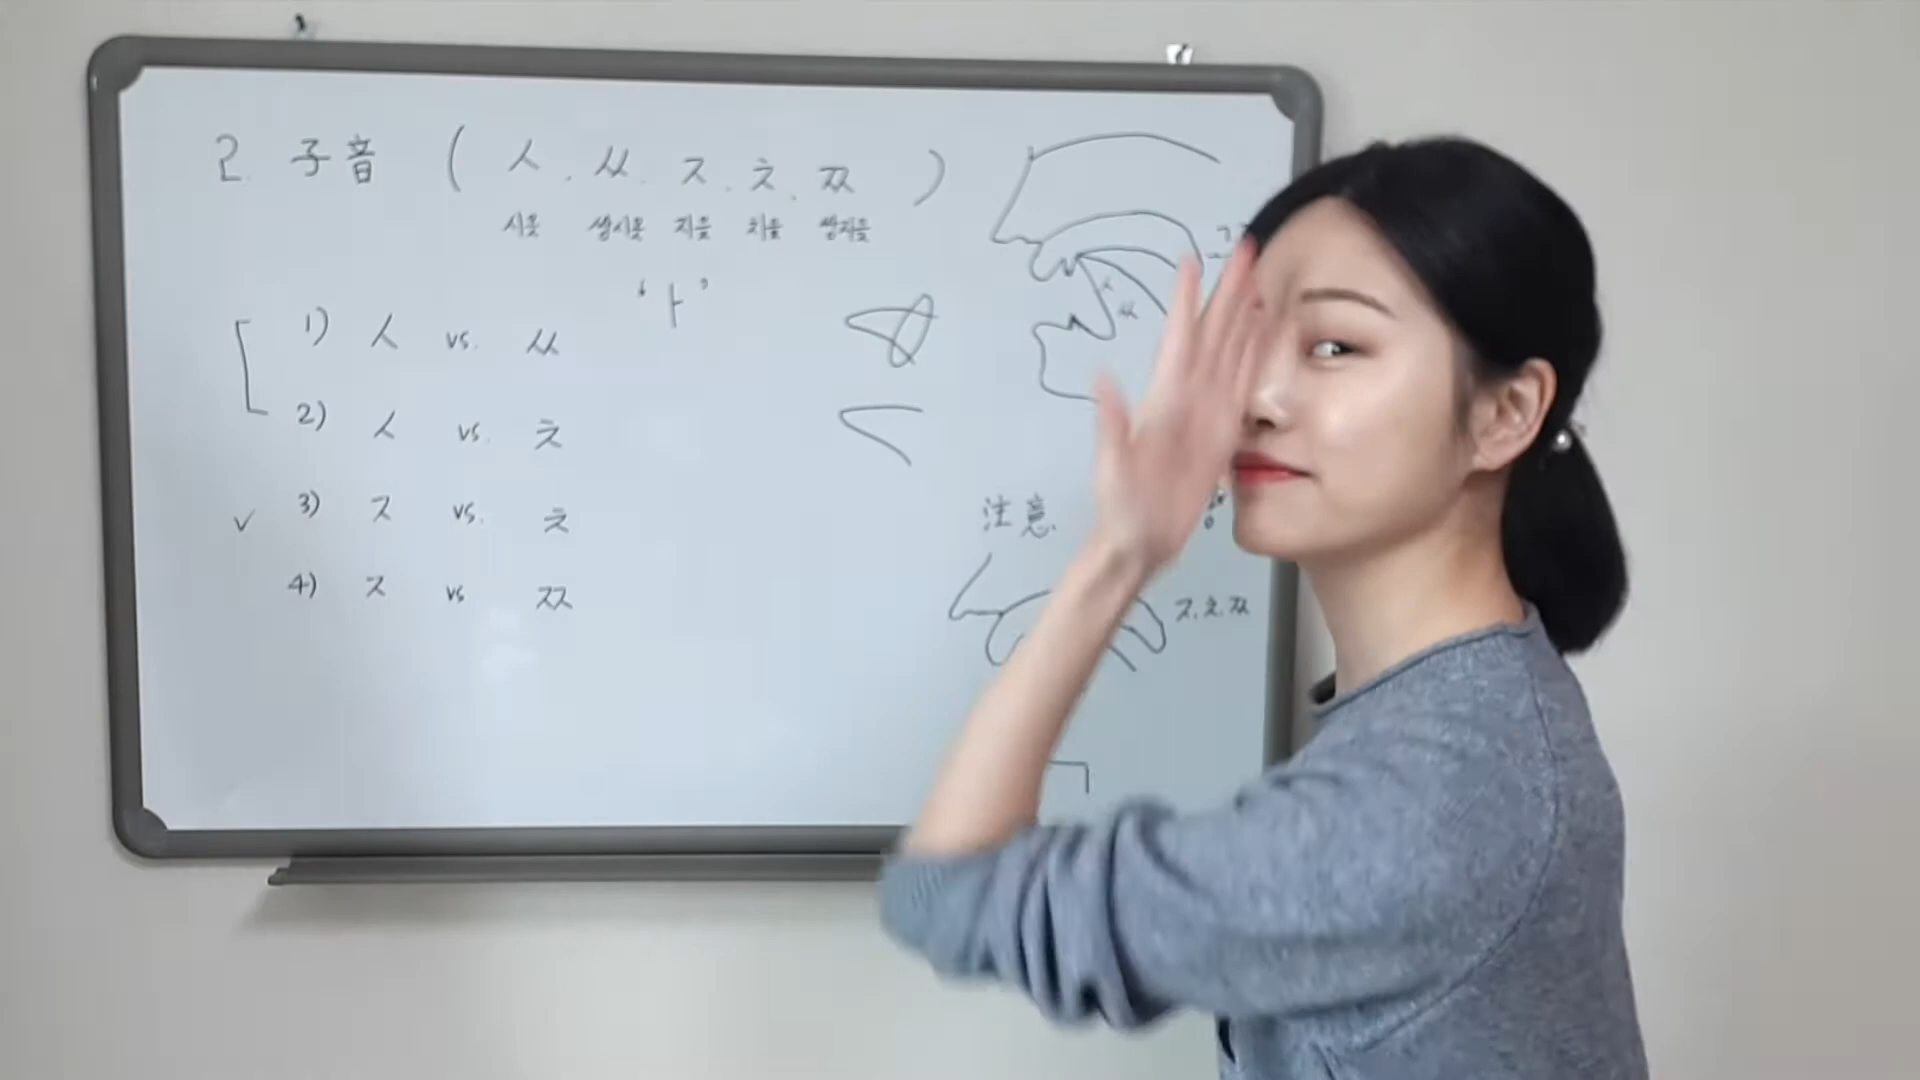 2. 子音 ( ㅅ. ㅆ. ㅈ. ㅊ. ㅉ )
시옷 쌍시옷 지읒 치읓 쌍지읒
'ㅏ'
1) ㅅ vs. ㅆ
2) ㅅ vs. ㅊ
✓ 3) ㅈ vs. ㅊ
4) ㅈ vs ㅉ
ㅅ
ㅆ
注意
ㅈ.ㅊ.ㅉ